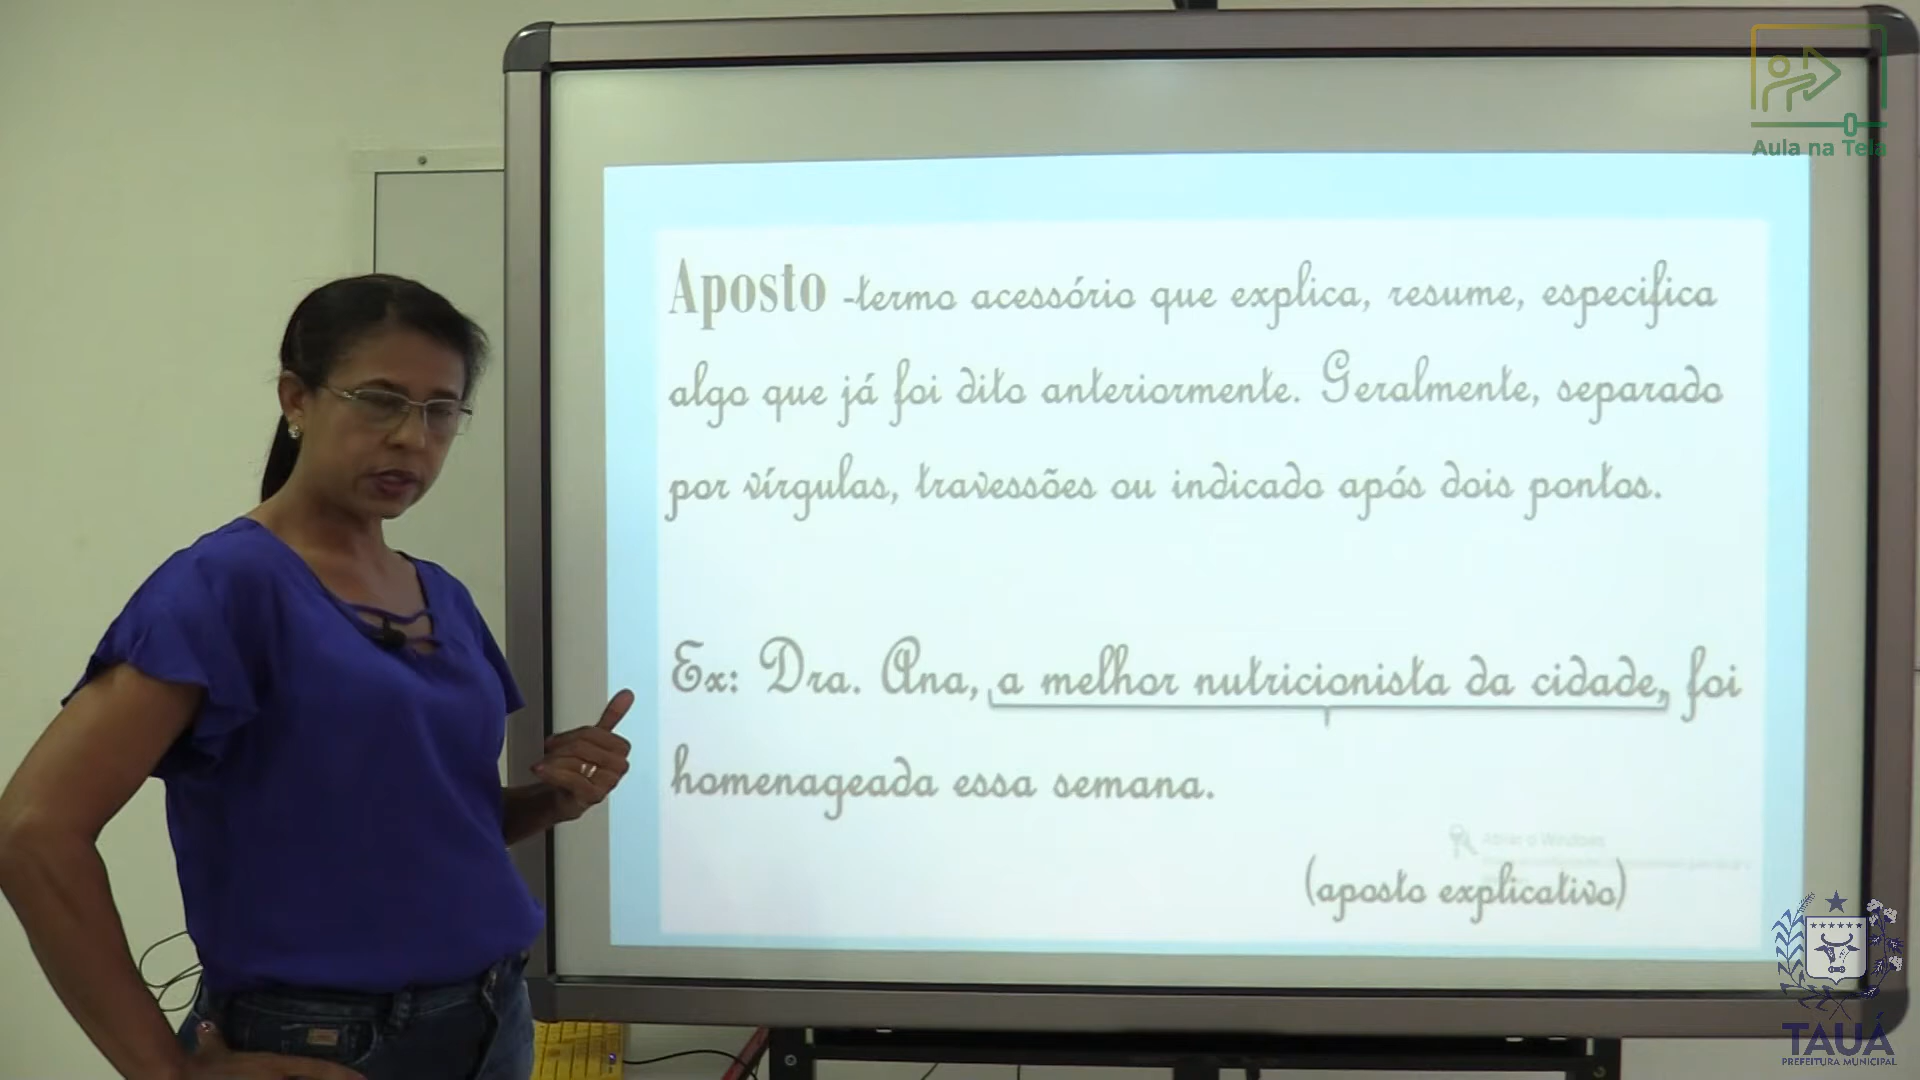 Aula na Tela
Aposto -termo acessório que explica, resume, especifica
algo que já foi dito anteriormente. Geralmente, separado
por vírgulas, travessões ou indicado após dois pontos.
Ex: Dra. Ana, a melhor nutricionista da cidade, foi
homenageada essa semana.
Ativar o Windows
(aposto explicativo)
TAUÁ
PREFEITURA MUNICIPAL